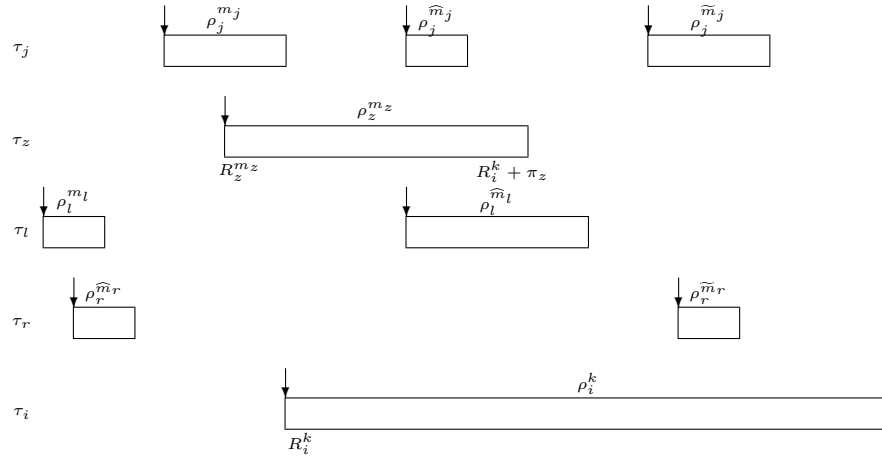 ρ_j^{m_j} ρ_j^{\widehat{m}_j} ρ_j^{\widetilde{m}_j}
τ_j
ρ_z^{m_z}
τ_z
R_z^{m_z} R_i^k + π_z
ρ_l^{m_l} ρ_l^{\widehat{m}_l}
τ_l
ρ_r^{\widehat{m}_r} ρ_r^{\widetilde{m}_r}
τ_r
ρ_i^k
τ_i
R_i^k